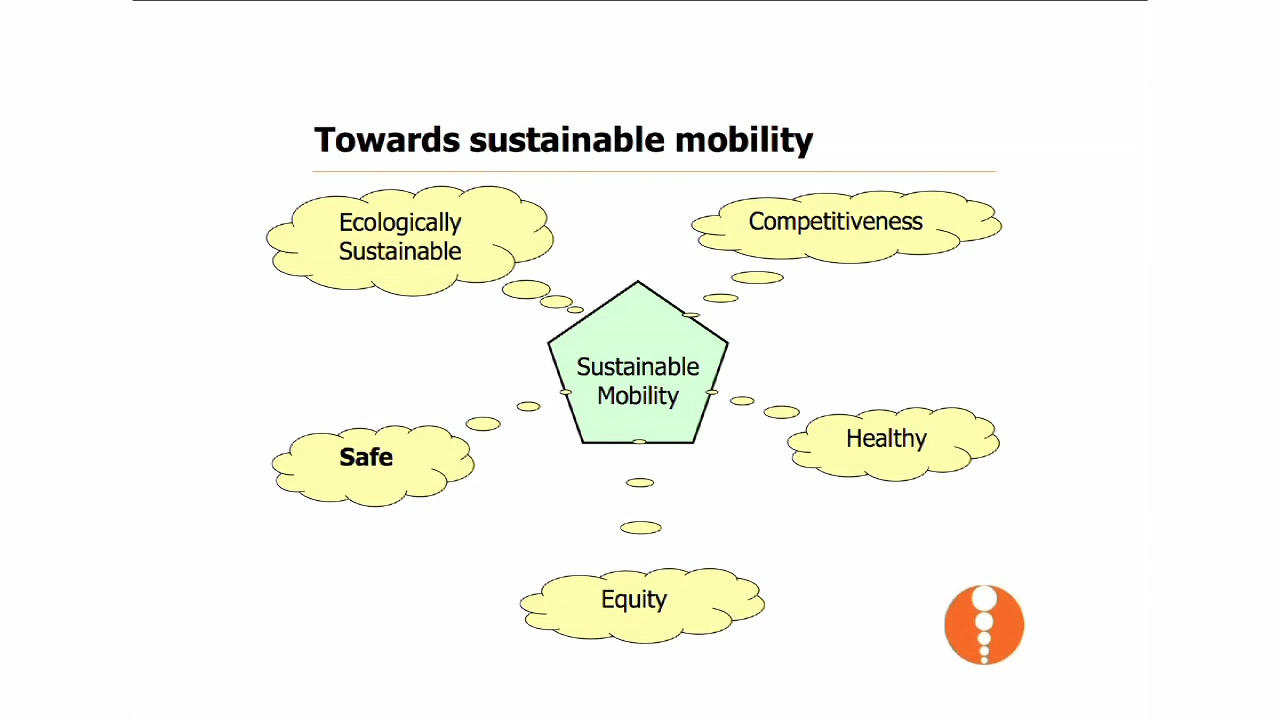 Towards sustainable mobility
Ecologically
Sustainable
Competitiveness
Sustainable
Mobility
Safe
Healthy
Equity